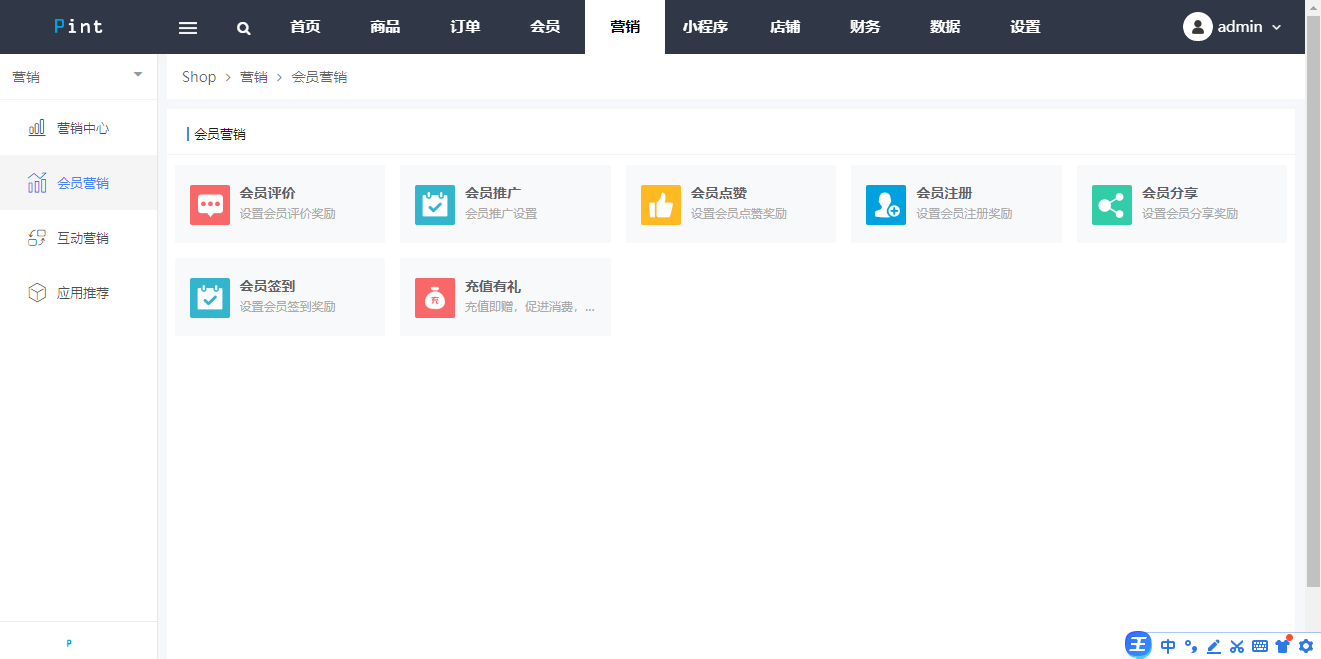 Pint 首页 商品 订单 会员 营销 小程序 店铺 财务 数据 设置 admin
营销
Shop > 营销 > 会员营销
营销中心
会员营销
互动营销
应用推荐
会员营销
会员评价
设置会员评价奖励
会员推广
会员推广设置
会员点赞
设置会员点赞奖励
会员注册
设置会员注册奖励
会员分享
设置会员分享奖励
会员签到
设置会员签到奖励
充值有礼
充
充值即赠，促进消费，...
P
王 中